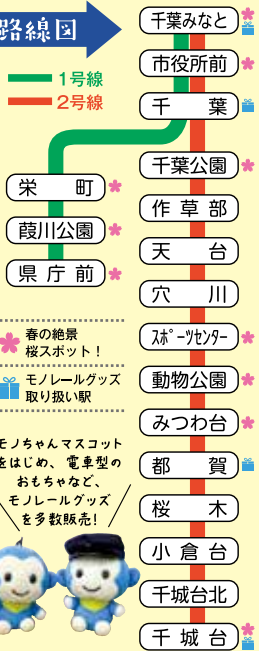 路線図
1号線
2号線
千葉みなと
市役所前
千葉
千葉公園
作草部
天台
穴川
スポーツセンター
動物公園
みつわ台
都賀
桜木
小倉台
千城台北
千城台
栄町
葭川公園
県庁前
春の絶景
桜スポット！
モノレールグッズ
取り扱い駅
モノちゃんマスコット
をはじめ、電車型の
おもちゃなど、
モノレールグッズ
を多数販売!